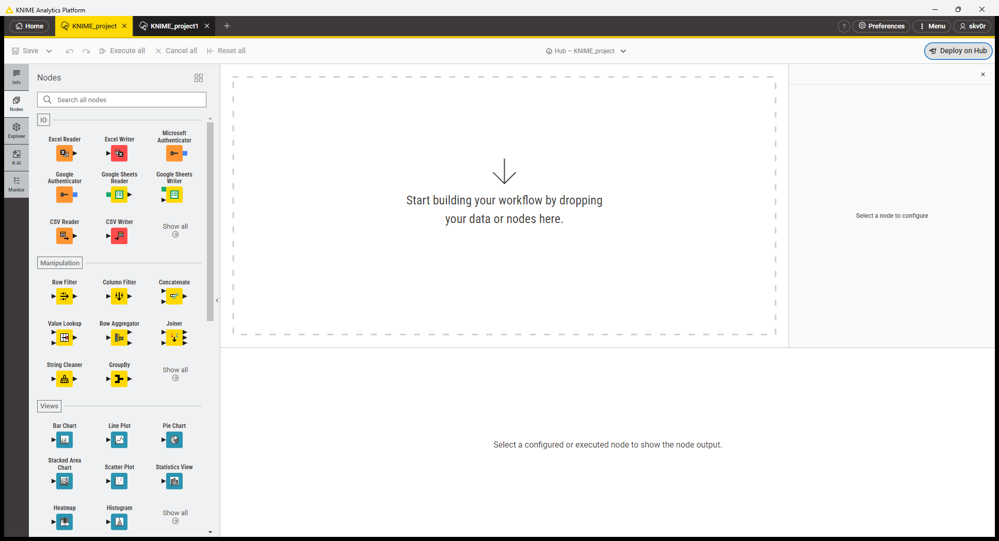 KNIME Analytics Platform
Home
KNIME_project
KNIME_project1
?
Preferences
Menu
skv0r
Save
Execute all
Cancel all
Reset all
Hub — KNIME_project
Deploy on Hub
Info
Nodes
Explorer
K-AI
Monitor
Nodes
Search all nodes
IO
Excel Reader
Excel Writer
Microsoft
Authenticator
Google
Authenticator
Google Sheets
Reader
Google Sheets
Writer
CSV Reader
CSV Writer
Show all
Manipulation
Row Filter
Column Filter
Concatenate
Value Lookup
Row Aggregator
Joiner
String Cleaner
GroupBy
Show all
Views
Bar Chart
Line Plot
Pie Chart
Stacked Area
Chart
Scatter Plot
Statistics View
Heatmap
Histogram
Show all
Start building your workflow by dropping
your data or nodes here.
Select a node to configure
Select a configured or executed node to show the node output.